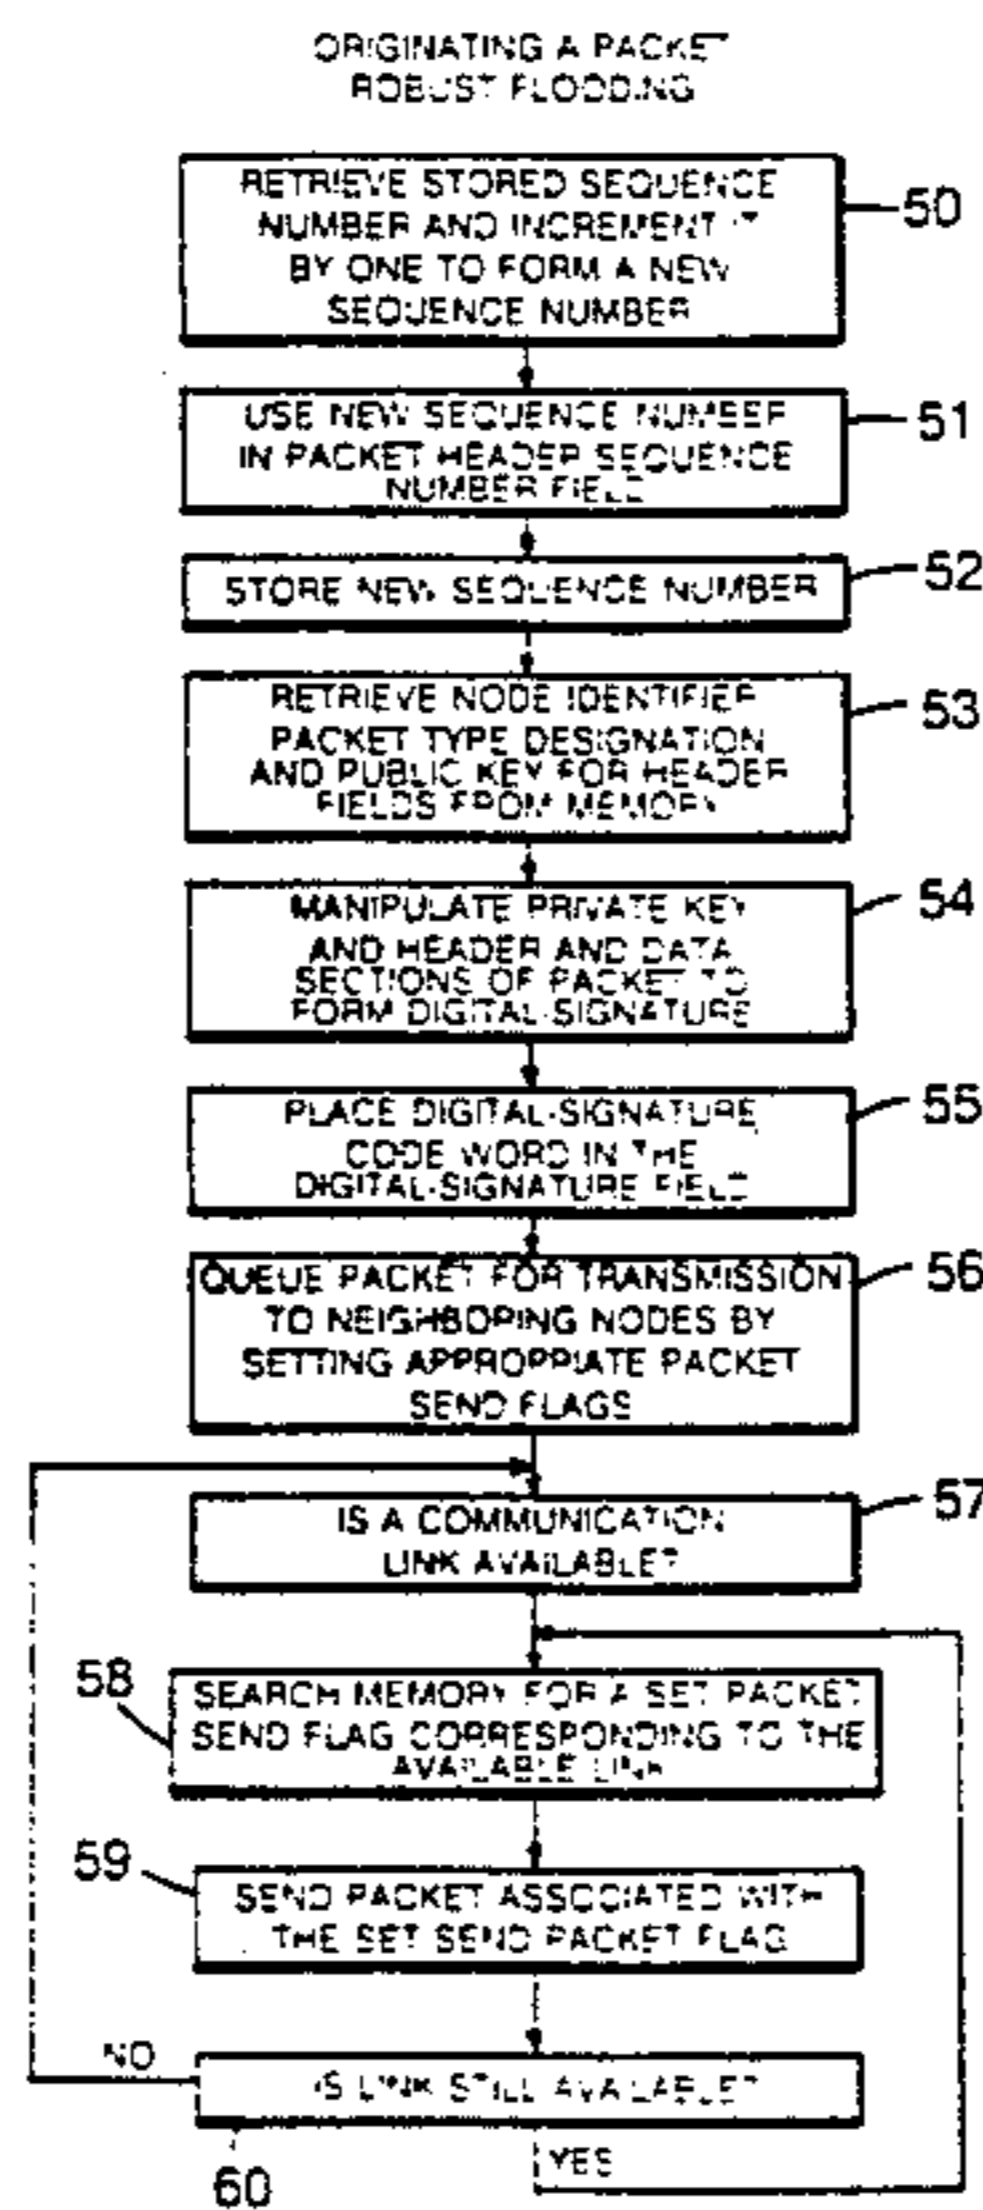 ORIGINATING A PACKET
ROBUST FLOODING
RETRIEVE STORED SEQUENCE
NUMBER AND INCREMENT IT
BY ONE TO FORM A NEW
SEQUENCE NUMBER
50
USE NEW SEQUENCE NUMBER
IN PACKET HEADER SEQUENCE
NUMBER FIELD
51
STORE NEW SEQUENCE NUMBER
52
RETRIEVE NODE IDENTIFIER
PACKET TYPE DESIGNATION
AND PUBLIC KEY FOR HEADER
FIELDS FROM MEMORY
53
MANIPULATE PRIVATE KEY
AND HEADER AND DATA
SECTIONS OF PACKET TO
FORM DIGITAL-SIGNATURE
54
PLACE DIGITAL-SIGNATURE
CODE WORD IN THE
DIGITAL-SIGNATURE FIELD
55
QUEUE PACKET FOR TRANSMISSION
TO NEIGHBORING NODES BY
SETTING APPROPRIATE PACKET
SEND FLAGS
56
IS A COMMUNICATION
LINK AVAILABLE?
57
58
SEARCH MEMORY FOR A SET PACKET
SEND FLAG CORRESPONDING TO THE
AVAILABLE LINK
59
SEND PACKET ASSOCIATED WITH
THE SET SEND PACKET FLAG
NO
IS LINK STILL AVAILABLE?
YES
60